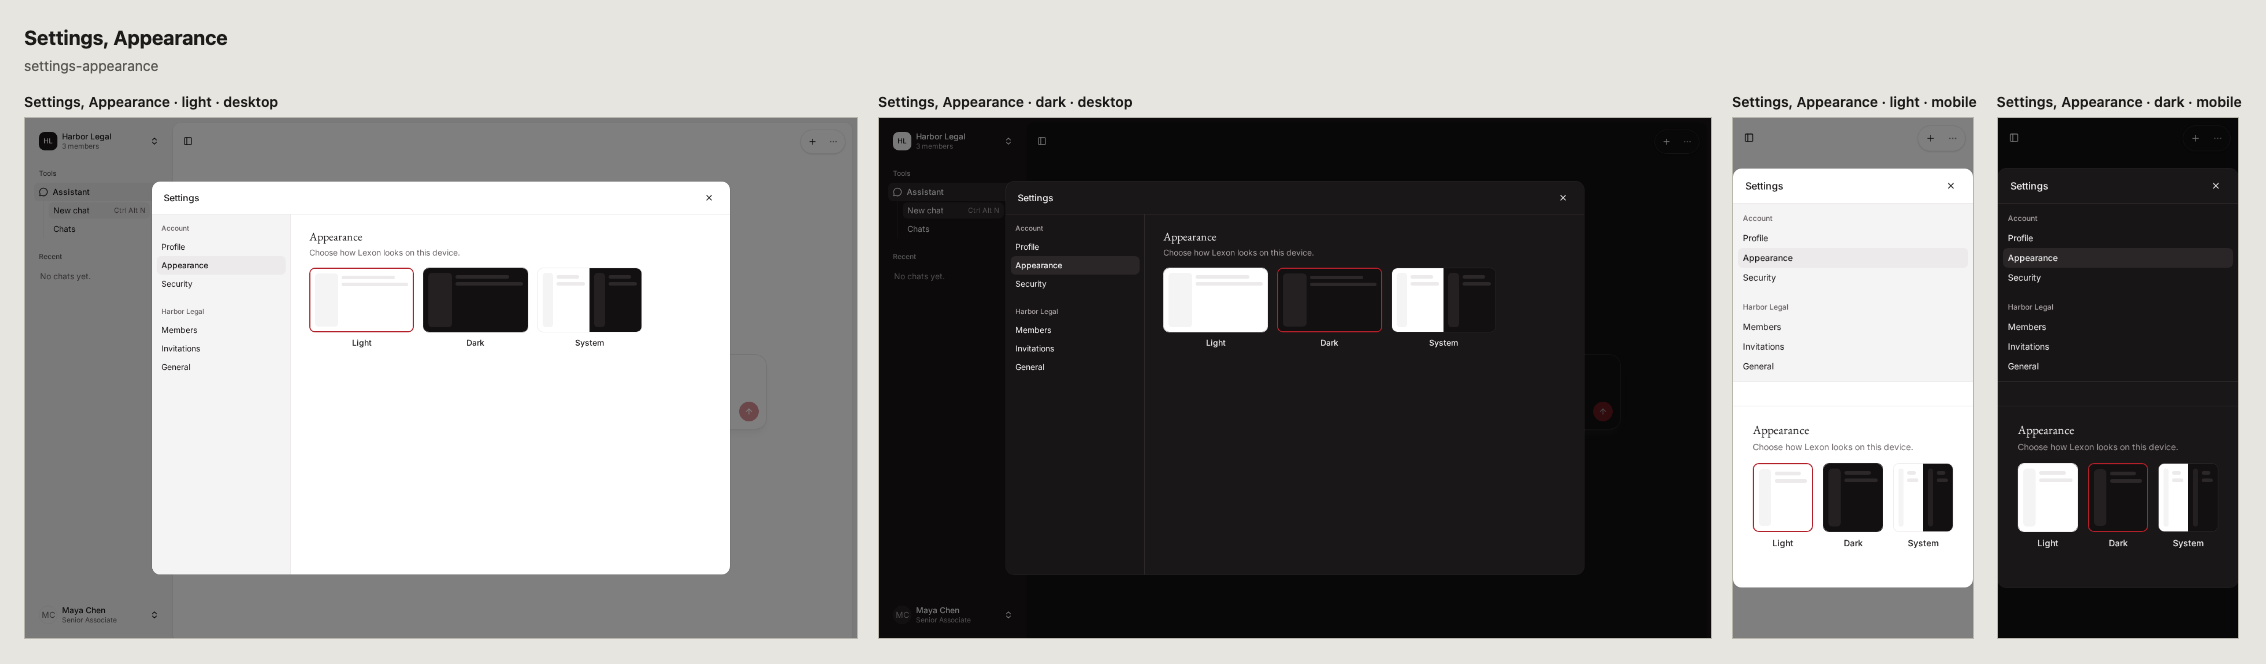 Settings, Appearance
settings-appearance
Settings, Appearance · light · desktop
HL
Harbor Legal
3 members
Tools
Assistant
New chat Ctrl Alt N
Chats
Recent
No chats yet.
MC
Maya Chen
Senior Associate
Settings
Account
Profile
Appearance
Security
Harbor Legal
Members
Invitations
General
Appearance
Choose how Lexon looks on this device.
Light Dark System
Settings, Appearance · dark · desktop
HL
Harbor Legal
3 members
Tools
Assistant
New chat Ctrl Alt N
Chats
Recent
No chats yet.
MC
Maya Chen
Senior Associate
Settings
Account
Profile
Appearance
Security
Harbor Legal
Members
Invitations
General
Appearance
Choose how Lexon looks on this device.
Light Dark System
Settings, Appearance · light · mobile
Settings
Account
Profile
Appearance
Security
Harbor Legal
Members
Invitations
General
Appearance
Choose how Lexon looks on this device.
Light Dark System
Settings, Appearance · dark · mobile
Settings
Account
Profile
Appearance
Security
Harbor Legal
Members
Invitations
General
Appearance
Choose how Lexon looks on this device.
Light Dark System